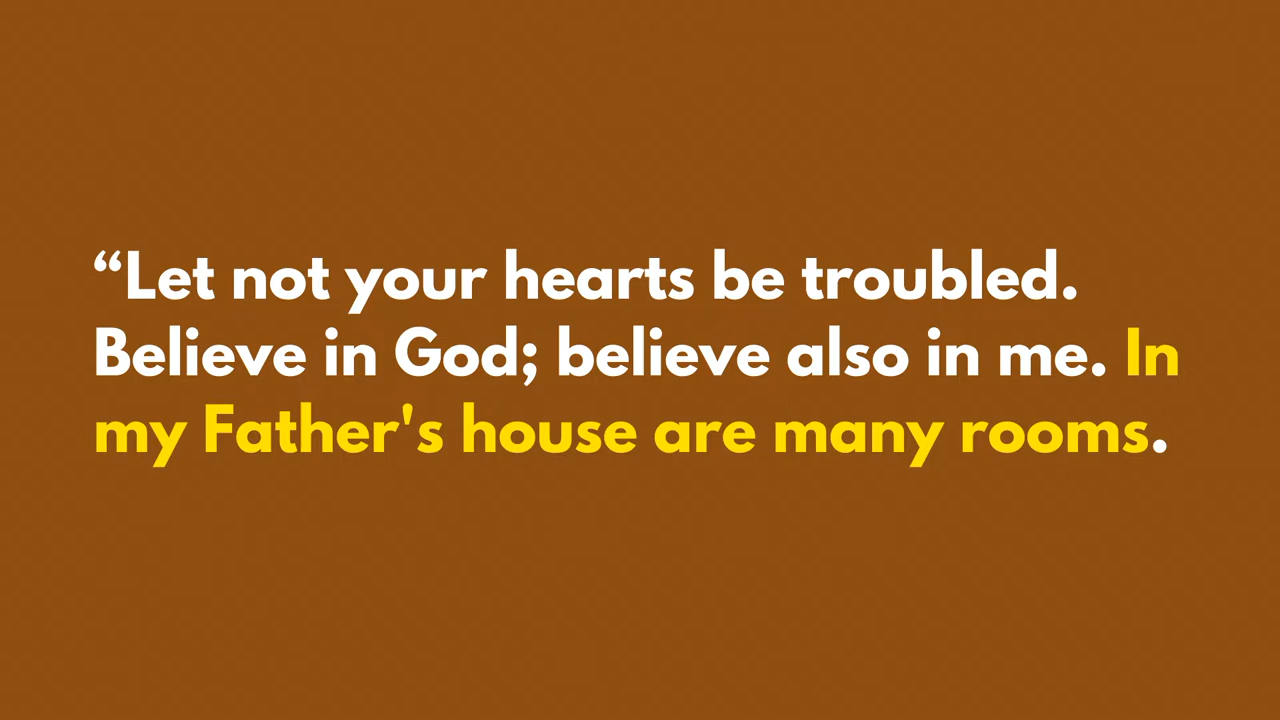 “Let not your hearts be troubled.
Believe in God; believe also in me. In
my Father's house are many rooms.